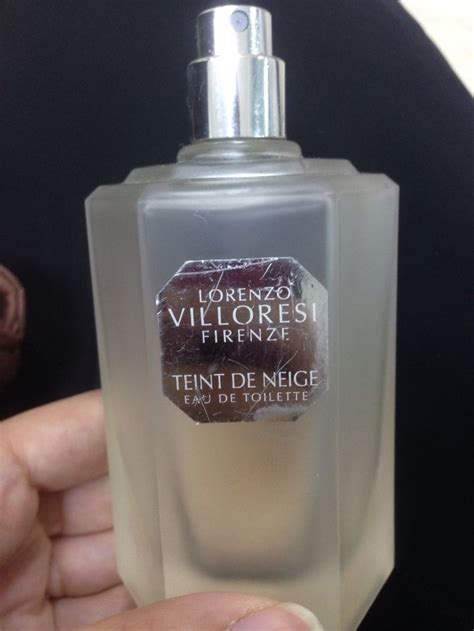 LORENZO
VILLORESI
FIRENZE
TEINT DE NEIGE
EAU DE TOILETTE